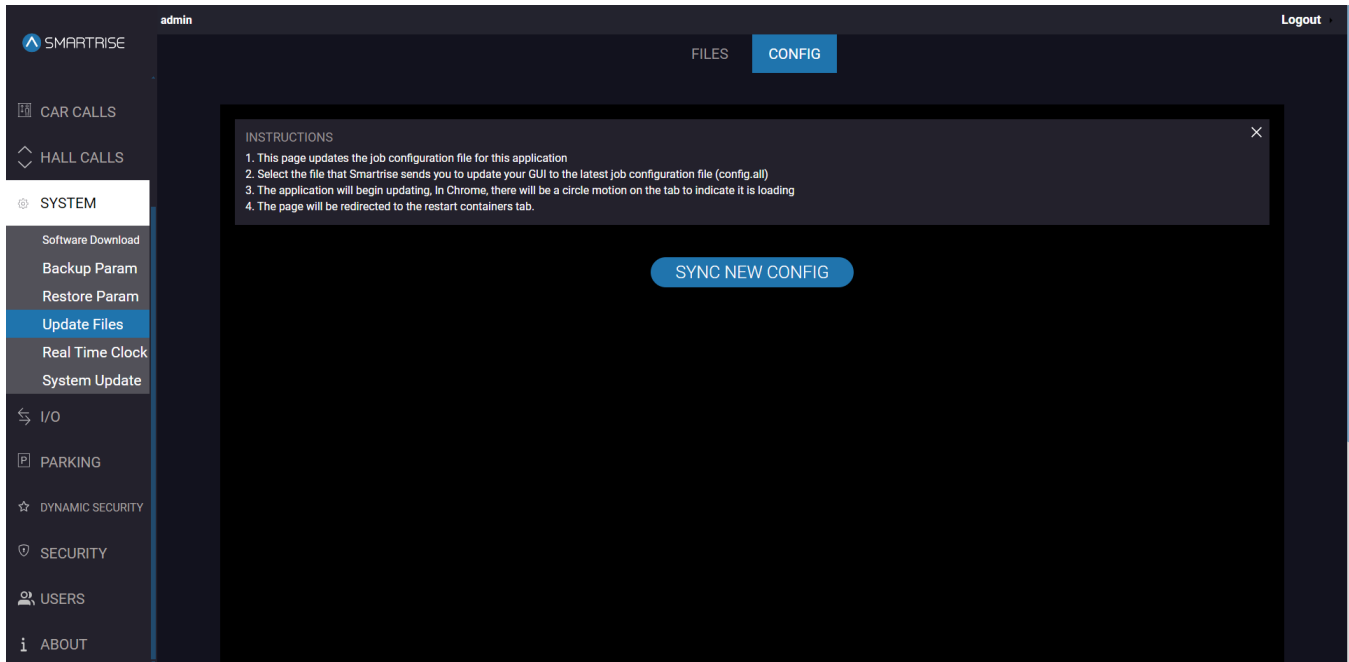 admin
Logout
SMARTRISE
FILES
CONFIG
CAR CALLS
HALL CALLS
SYSTEM
Software Download
Backup Param
Restore Param
Update Files
Real Time Clock
System Update
I/O
PARKING
DYNAMIC SECURITY
SECURITY
USERS
ABOUT
INSTRUCTIONS
1. This page updates the job configuration file for this application
2. Select the file that Smartrise sends you to update your GUI to the latest job configuration file (config.all)
3. The application will begin updating, In Chrome, there will be a circle motion on the tab to indicate it is loading
4. The page will be redirected to the restart containers tab.
SYNC NEW CONFIG